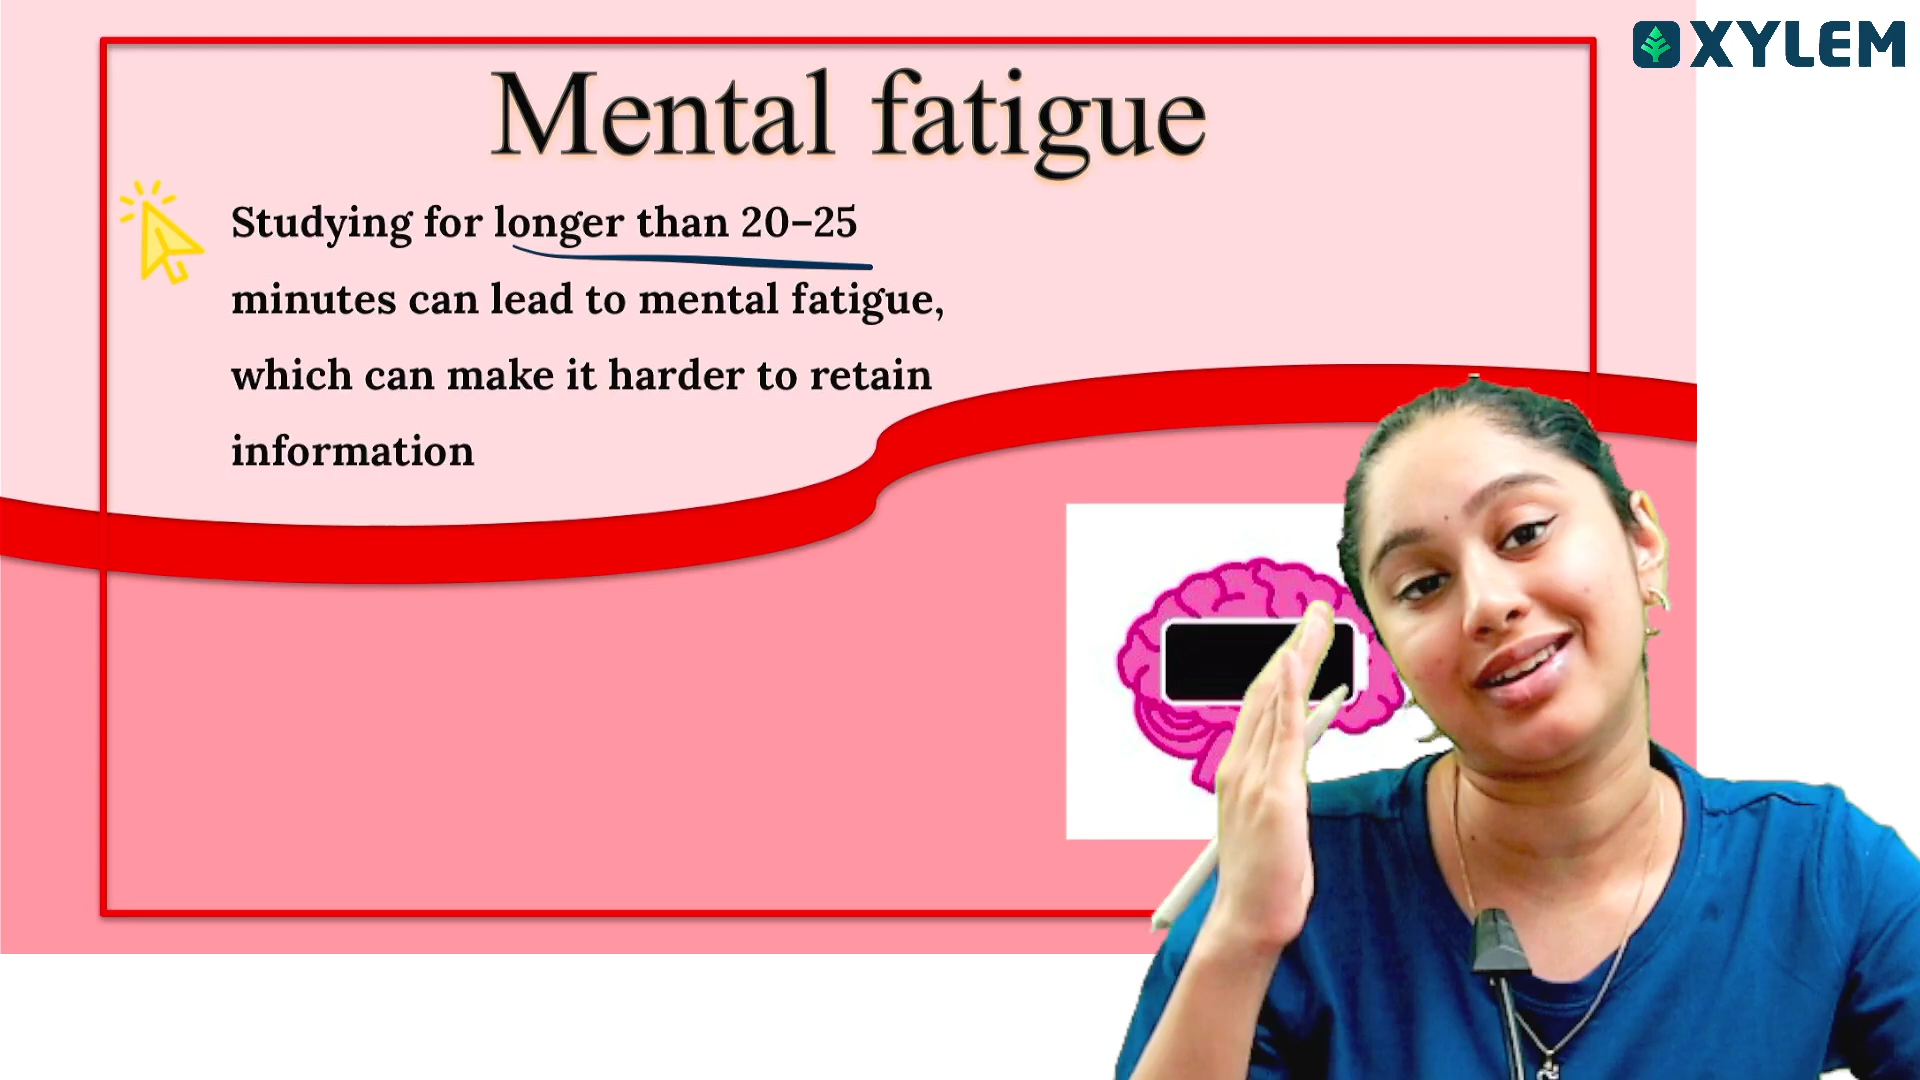 XYLEM
Mental fatigue
Studying for longer than 20–25
minutes can lead to mental fatigue,
which can make it harder to retain
information